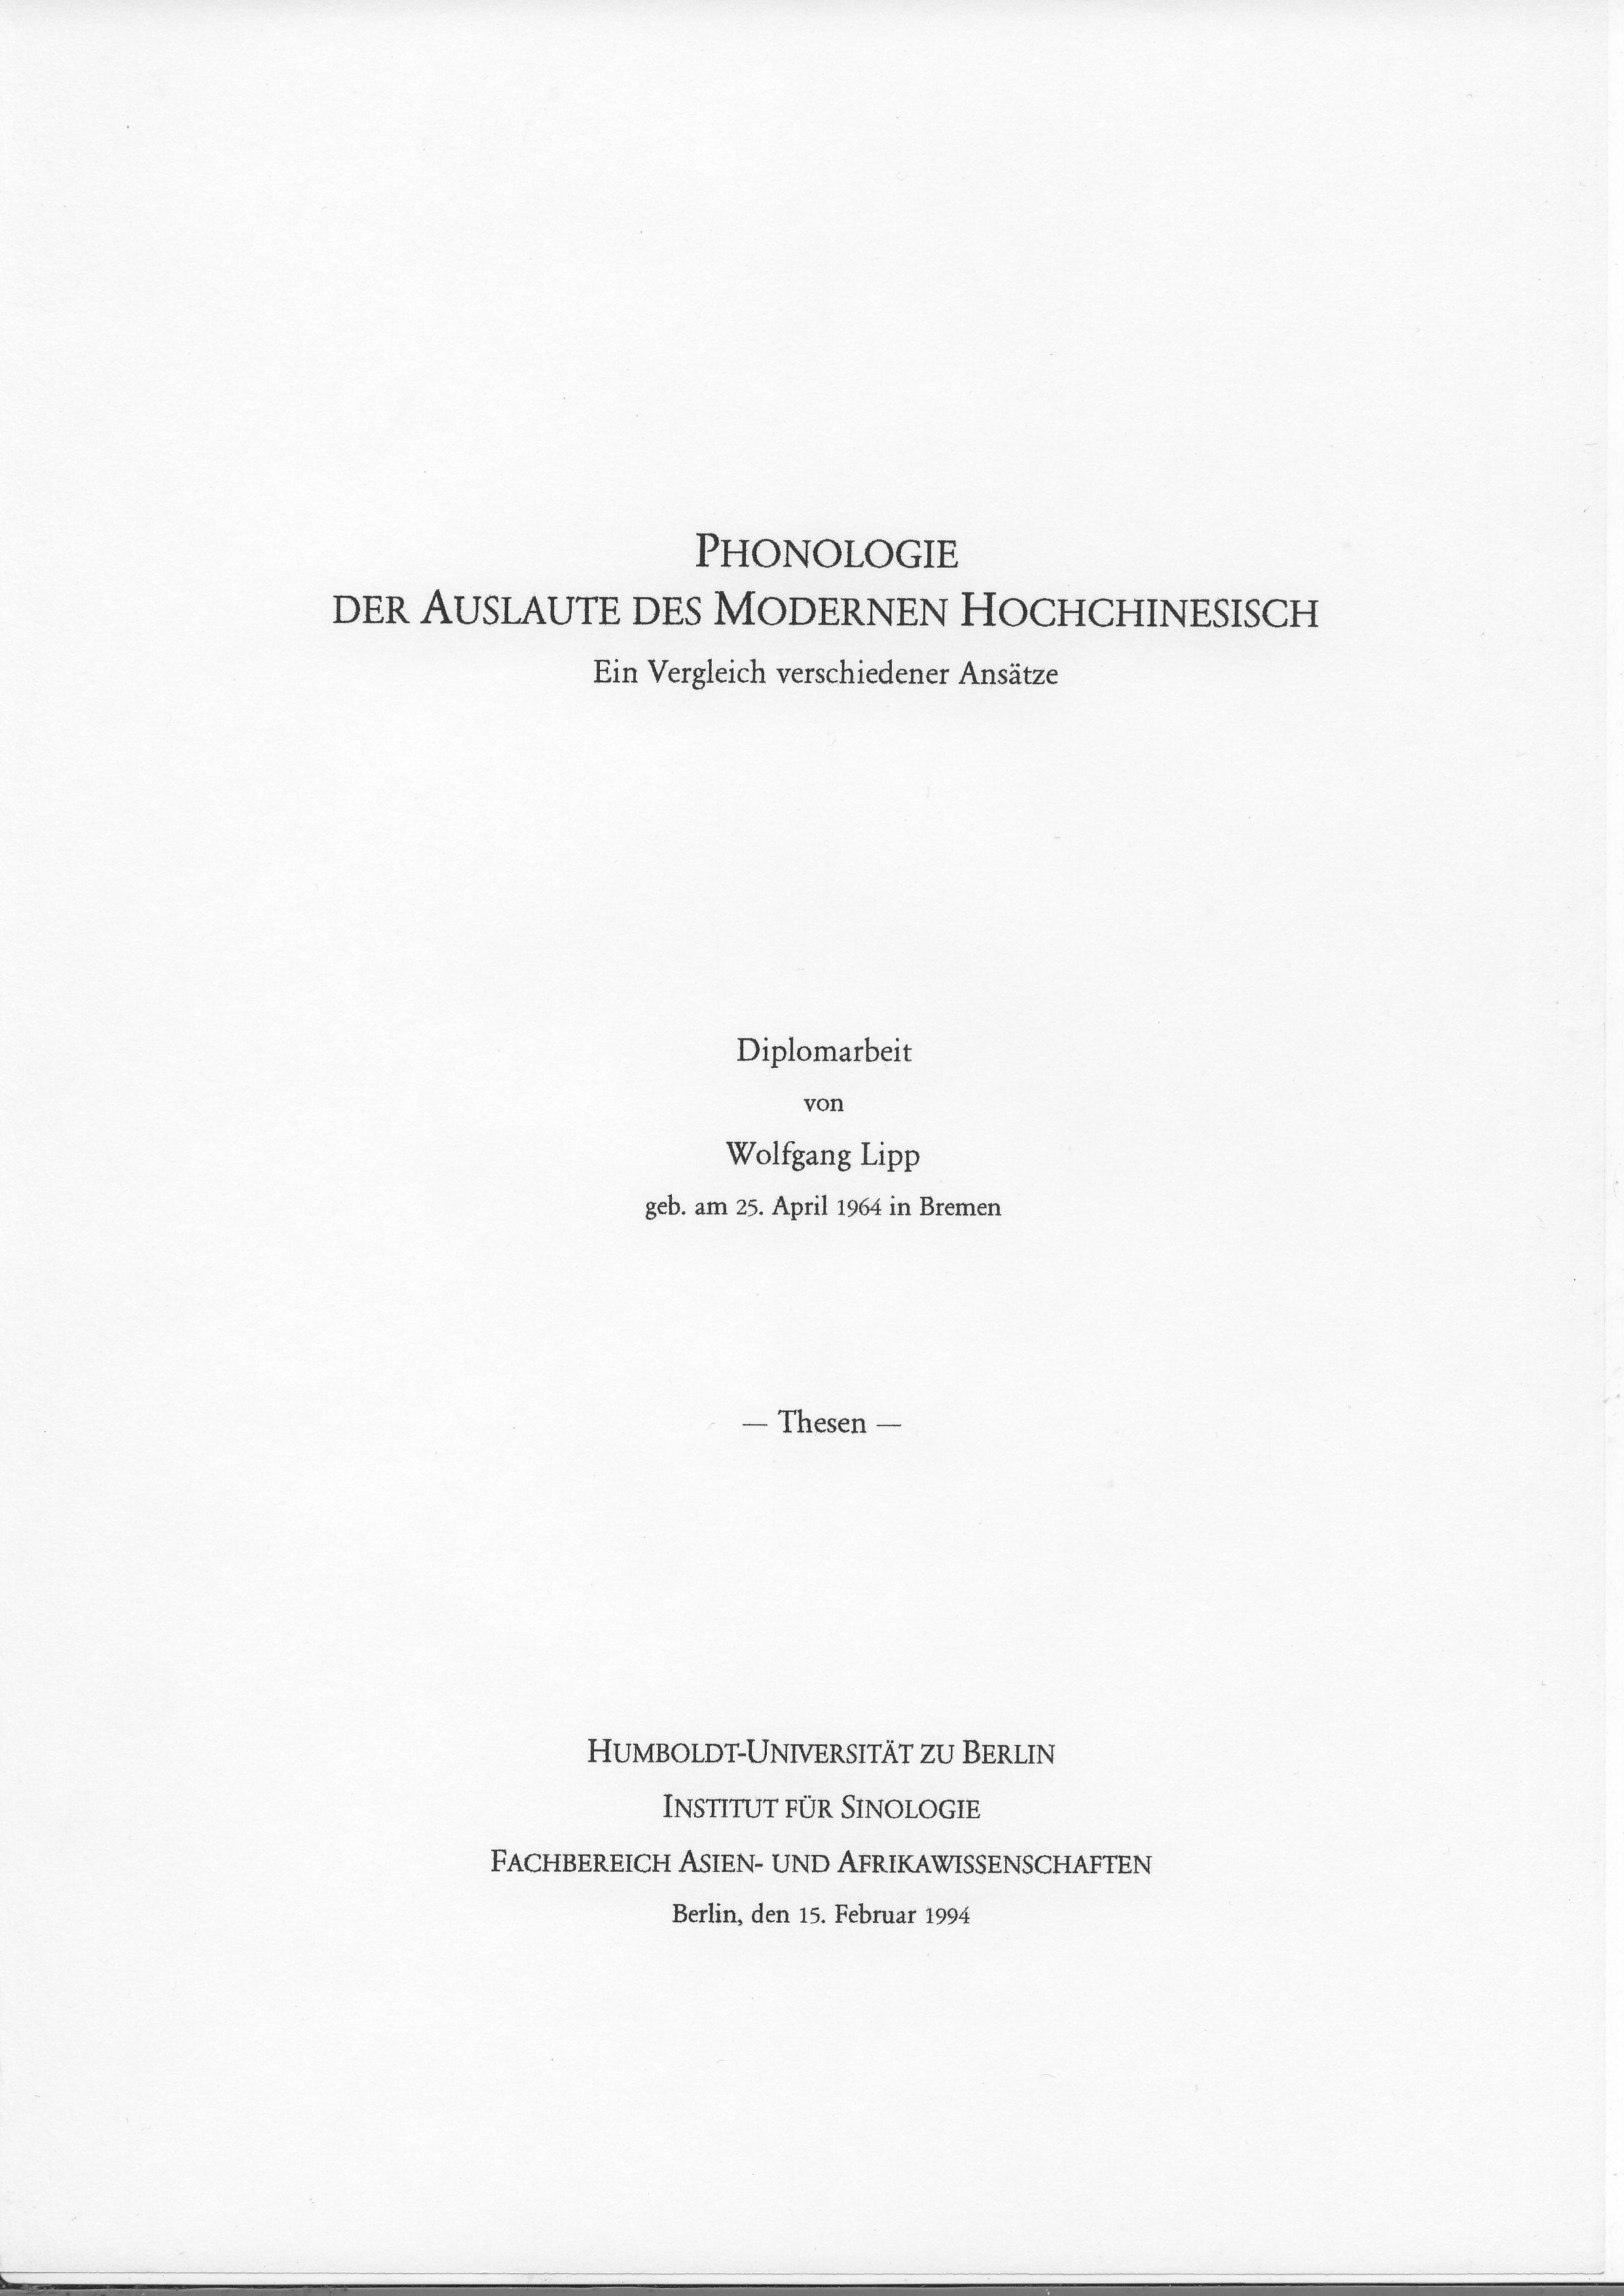 PHONOLOGIE
DER AUSLAUTE DES MODERNEN HOCHCHINESISCH
Ein Vergleich verschiedener Ansätze
Diplomarbeit
von
Wolfgang Lipp
geb. am 25. April 1964 in Bremen
— Thesen —
HUMBOLDT-UNIVERSITÄT ZU BERLIN
INSTITUT FÜR SINOLOGIE
FACHBEREICH ASIEN- UND AFRIKAWISSENSCHAFTEN
Berlin, den 15. Februar 1994